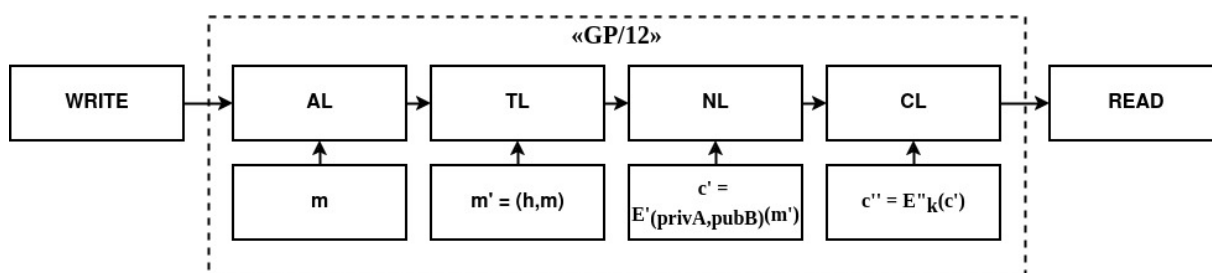 «GP/12»
WRITE
AL
TL
NL
CL
READ
m
m' = (h,m)
c' =
E'(privA,pubB)(m')
c'' = E''k(c')